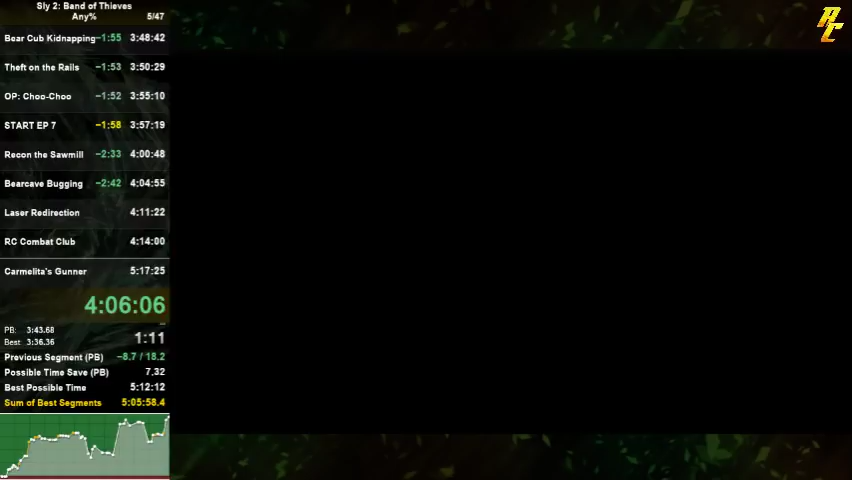 Sly 2: Band of Thieves
Any% 5/47
Bear Cub Kidnapping -1:55 3:48:42
Theft on the Rails -1:53 3:50:29
OP: Choo-Choo -1:52 3:55:10
START EP 7 -1:58 3:57:19
Recon the Sawmill -2:33 4:00:48
Bearcave Bugging -2:42 4:04:55
Laser Redirection 4:11:22
RC Combat Club 4:14:00
Carmelita's Gunner 5:17:25
4:06:06
PB: 3:43.68
Best 3:36.36
1:11
Previous Segment (PB) -8.7 / 18.2
Possible Time Save (PB) 7.32
Best Possible Time 5:12:12
Sum of Best Segments 5:05:58.4